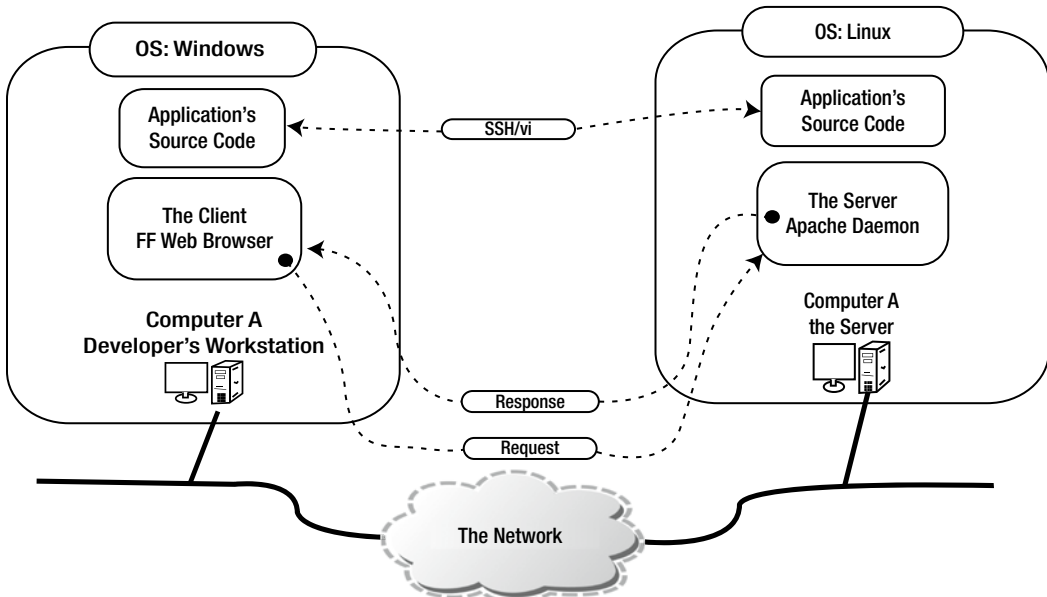 OS: Windows
Application's
Source Code
The Client
FF Web Browser
Computer A
Developer's Workstation
SSH/vi
Response
Request
The Network
OS: Linux
Application's
Source Code
The Server
Apache Daemon
Computer A
the Server